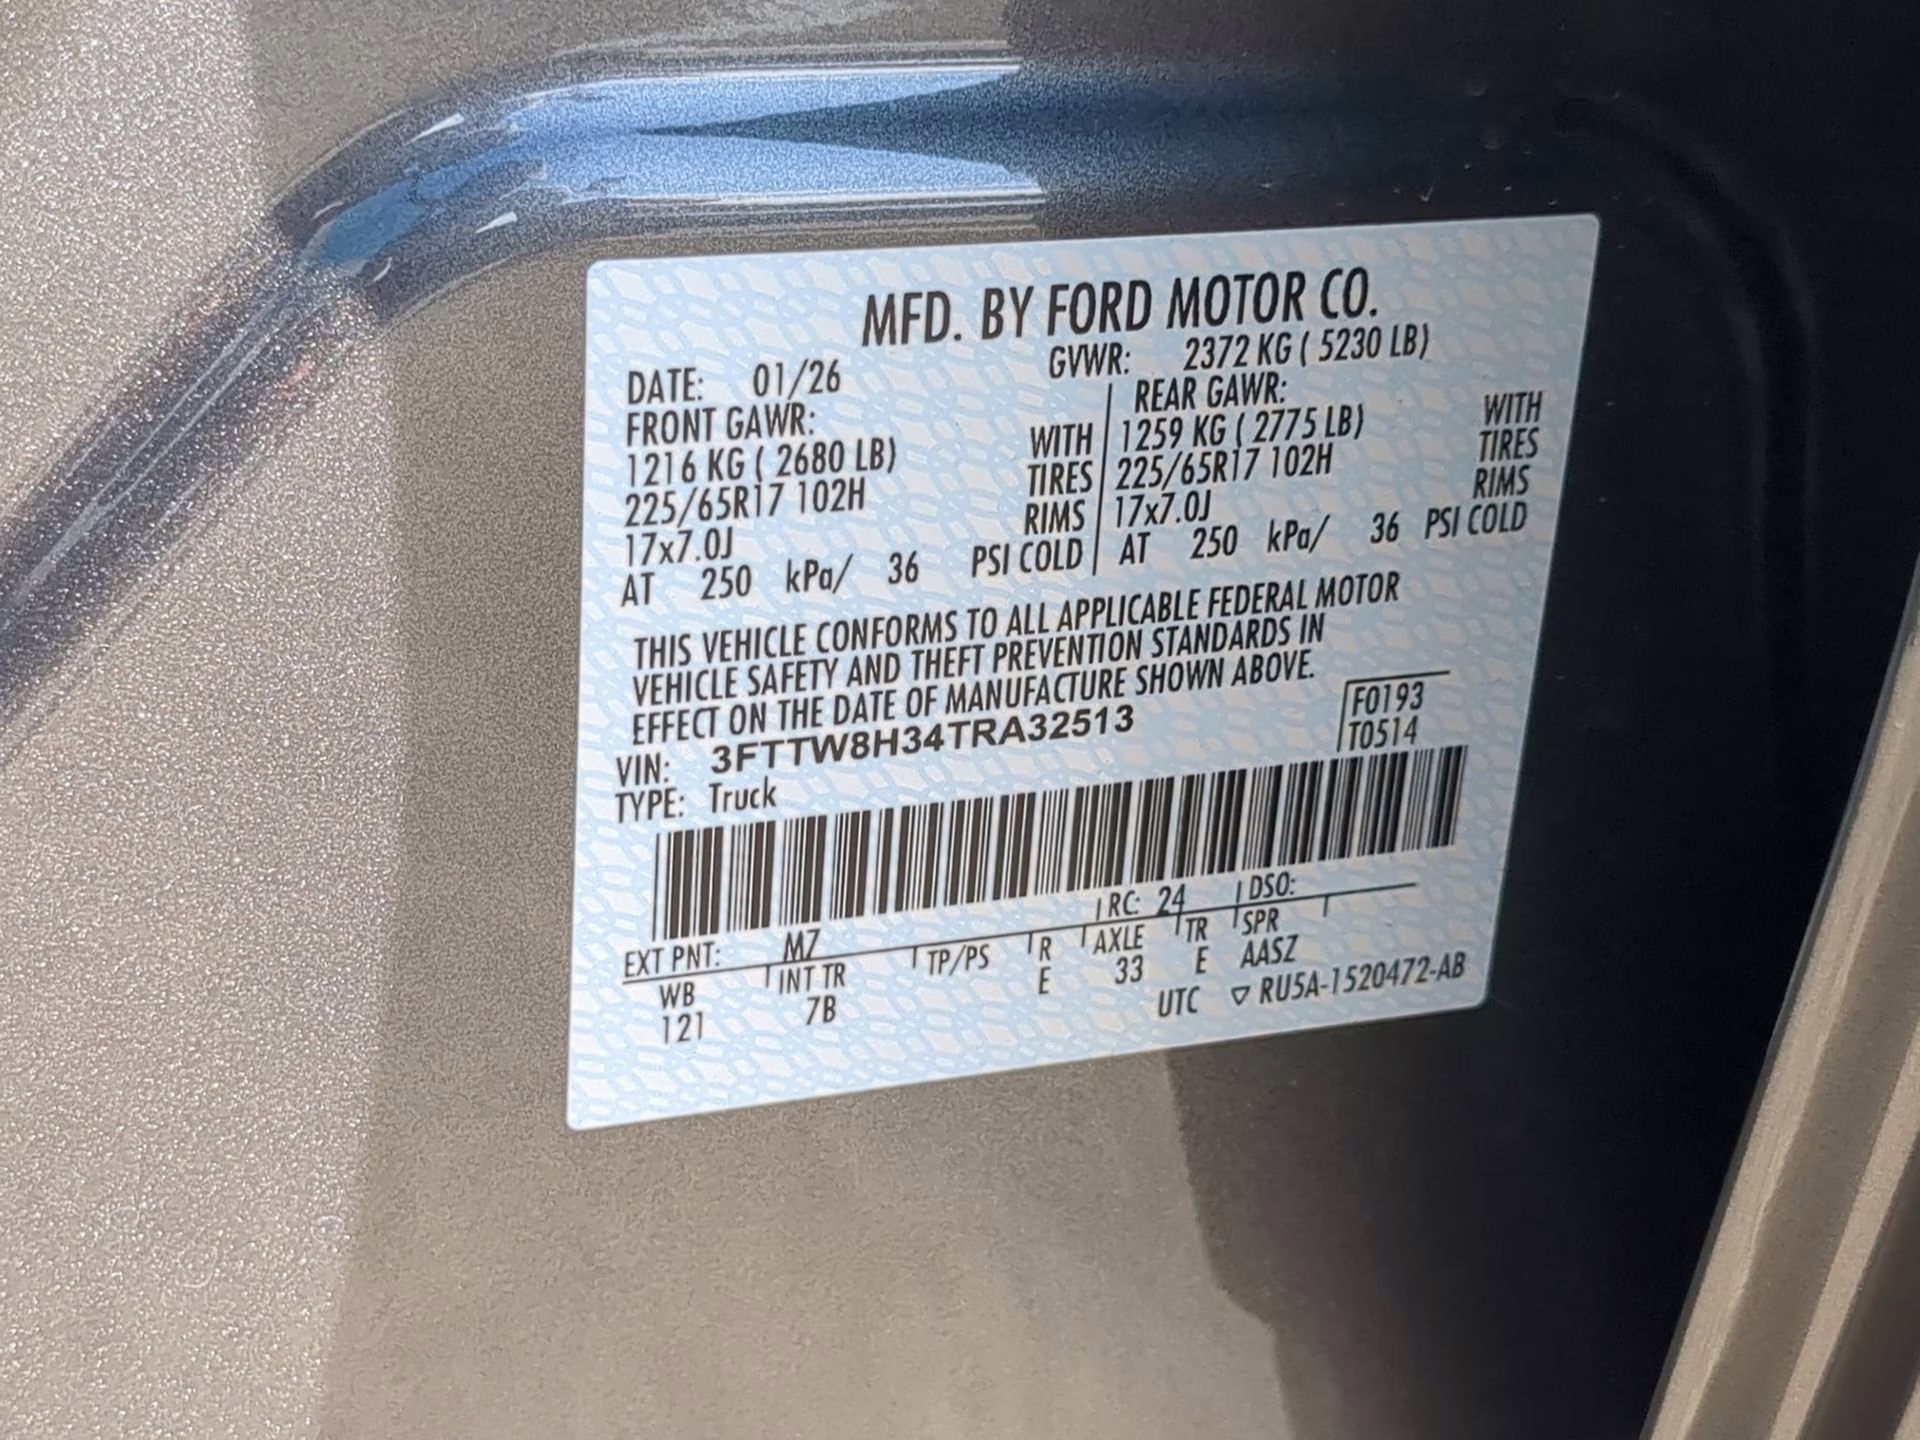 MFD. BY FORD MOTOR CO.
DATE: 01/26 GVWR: 2372 KG ( 5230 LB)
FRONT GAWR: REAR GAWR:
1216 KG ( 2680 LB) WITH 1259 KG ( 2775 LB) WITH
225/65R17 102H TIRES 225/65R17 102H TIRES
17x7.0J RIMS 17x7.0J RIMS
AT 250 kPa/ 36 PSI COLD AT 250 kPa/ 36 PSI COLD
THIS VEHICLE CONFORMS TO ALL APPLICABLE FEDERAL MOTOR
VEHICLE SAFETY AND THEFT PREVENTION STANDARDS IN
EFFECT ON THE DATE OF MANUFACTURE SHOWN ABOVE.
F0193
VIN: 3FTTW8H34TRA32513 T0514
TYPE: Truck
EXT PNT: MZ RC: 24 DSO:
WB INT TR TP/PS R AXLE TR SPR
121 7B E 33 E AASZ
UTC ▽ RU5A-1520472-AB